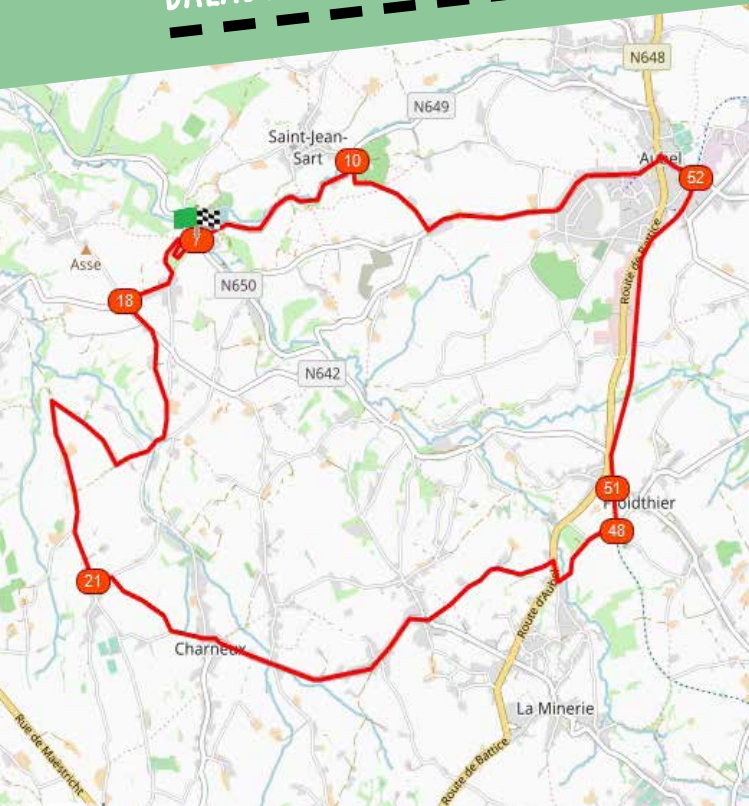 N648
N649
Saint-Jean-
Sart
10
Aubel
52
7
Asse
18
N650
Route de Battice
N642
51
Froidthier
48
21
Route d'Aubel
Charneux
La Minerie
Rue de Maestricht
Route de Battice